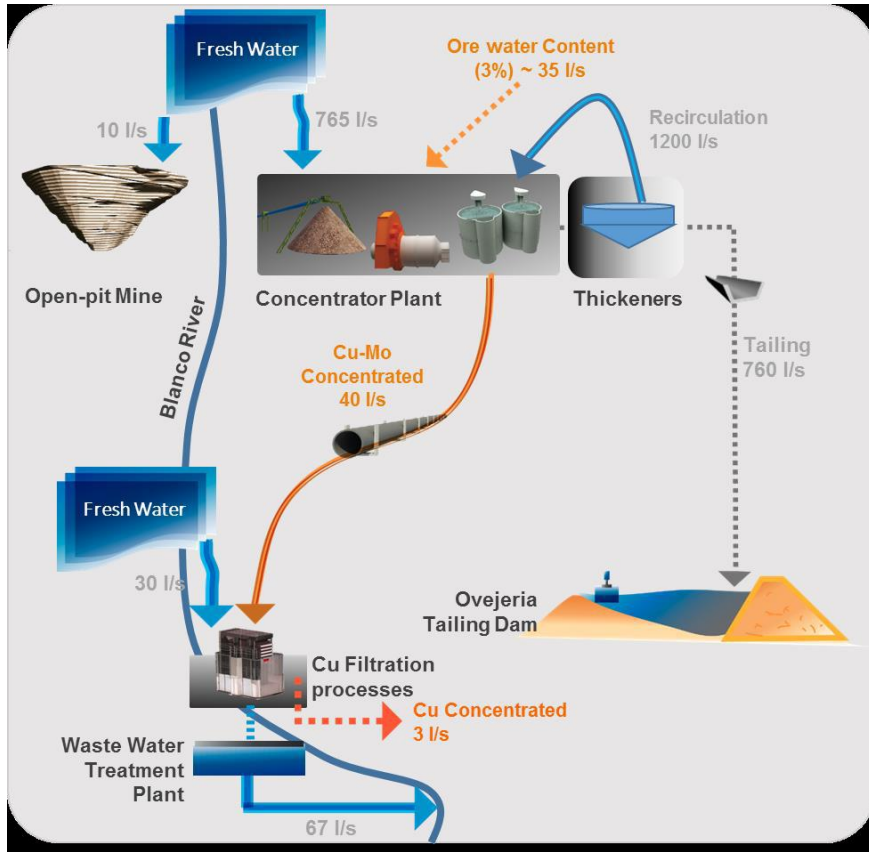 Fresh Water
Ore water Content
(3%) ~ 35 l/s
10 l/s
765 l/s
Recirculation
1200 l/s
Open-pit Mine
Concentrator Plant
Thickeners
Blanco River
Cu-Mo
Concentrated
40 l/s
Tailing
760 l/s
Fresh Water
30 l/s
Ovejeria
Tailing Dam
Cu Filtration
processes
Cu Concentrated
3 l/s
Waste Water
Treatment
Plant
67 l/s